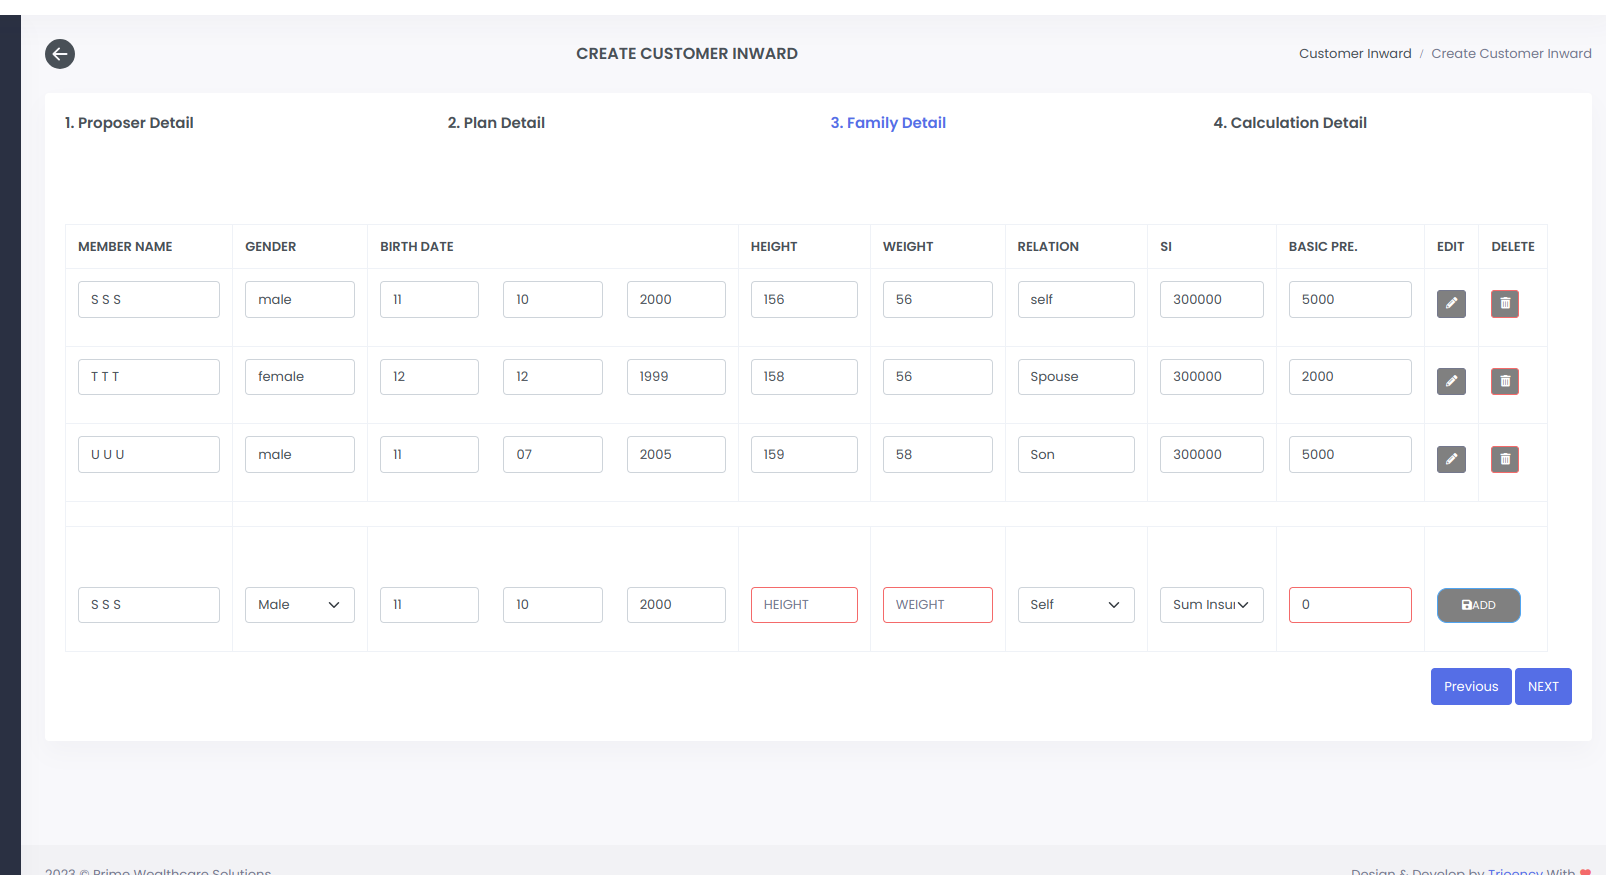 CREATE CUSTOMER INWARD
Customer Inward / Create Customer Inward
1. Proposer Detail 2. Plan Detail 3. Family Detail 4. Calculation Detail
MEMBER NAME GENDER BIRTH DATE HEIGHT WEIGHT RELATION SI BASIC PRE. EDIT DELETE
S S S male 11 10 2000 156 56 self 300000 5000
T T T female 12 12 1999 158 56 Spouse 300000 2000
U U U male 11 07 2005 159 58 Son 300000 5000
S S S Male 11 10 2000 HEIGHT WEIGHT Self Sum Insu 0 ADD
Previous NEXT
2023 © Prime Wealthcare Solutions Design & Develop by Trioency With